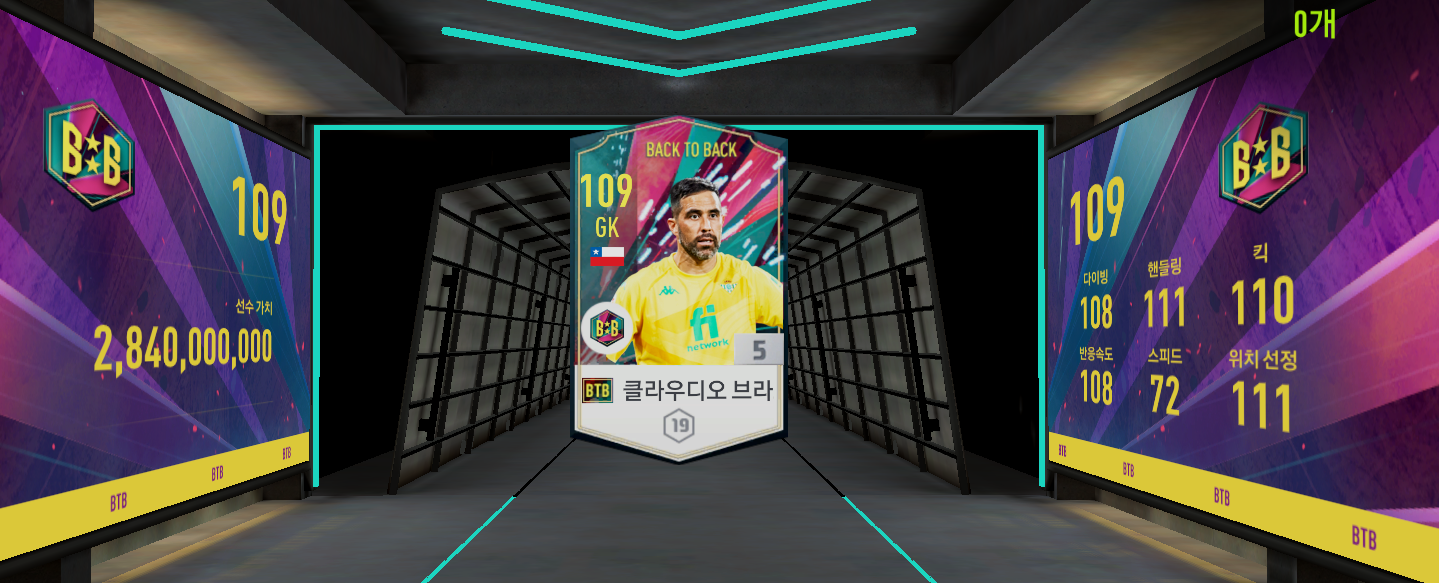 0개
B★B
109
선수 가치
2,840,000,000
BTB
BTB
BTB
BACK TO BACK
109
GK
B★B
fi
network
5
BTB 클라우디오 브라
19
B★B
109
다이빙
108
핸들링
111
킥
110
반응속도
108
스피드
72
위치 선정
111
BTB
BTB
BTB
BTB